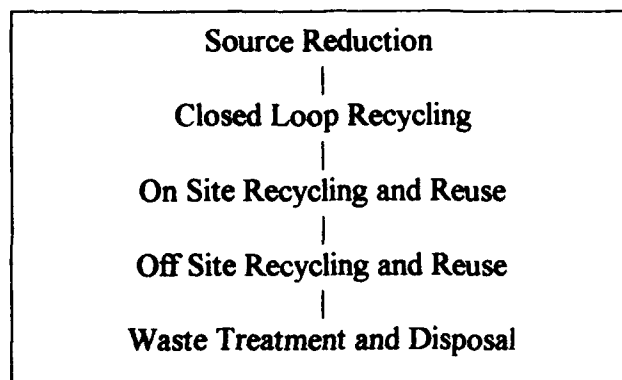 Source Reduction
Closed Loop Recycling
On Site Recycling and Reuse
Off Site Recycling and Reuse
Waste Treatment and Disposal